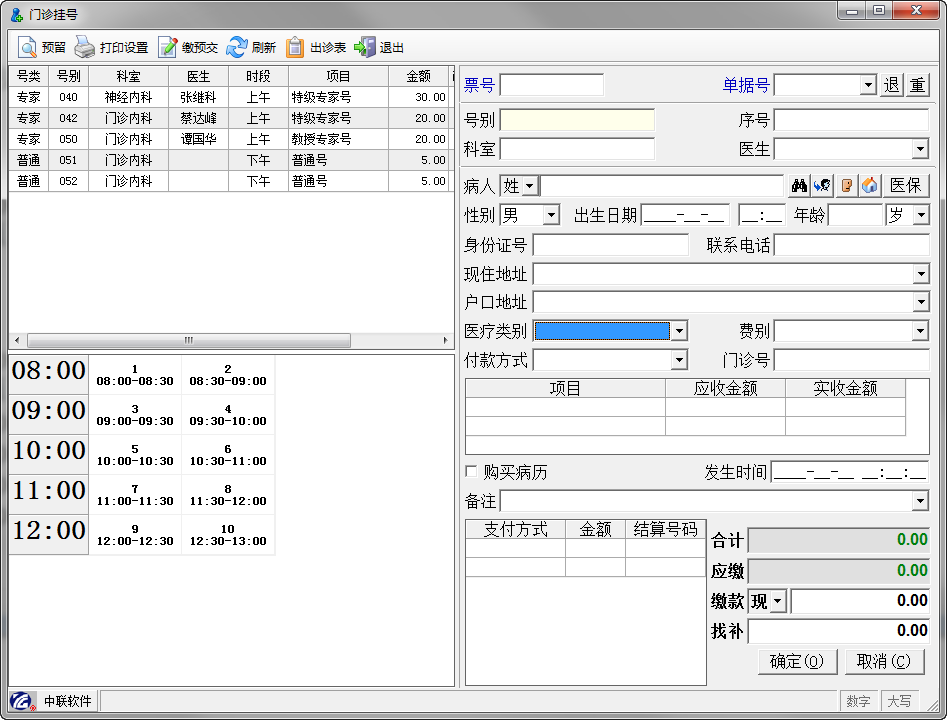 门诊挂号
预留 打印设置 缴预交 刷新 出诊表 退出
号类 号别 科室 医生 时段 项目 金额
专家 040 神经内科 张继科 上午 特级专家号 30.00
专家 042 门诊内科 蔡达峰 上午 特级专家号 20.00
专家 050 门诊内科 谭国华 上午 教授专家号 20.00
普通 051 门诊内科 下午 普通号 5.00
普通 052 门诊内科 下午 普通号 5.00
08:00 1 2
08:00-08:30 08:30-09:00
09:00 3 4
09:00-09:30 09:30-10:00
10:00 5 6
10:00-10:30 10:30-11:00
11:00 7 8
11:00-11:30 11:30-12:00
12:00 9 10
12:00-12:30 12:30-13:00
票号 单据号 退 重
号别 序号
科室 医生
病人 姓 医保
性别 男 出生日期 ____-__-__ __:__ 年龄 岁
身份证号 联系电话
现住地址
户口地址
医疗类别 费别
付款方式 门诊号
项目 应收金额 实收金额
购买病历 发生时间 ____-__-__ __:__:__
备注
支付方式 金额 结算号码
合计 0.00
应缴 0.00
缴款 现 0.00
找补 0.00
确定(O) 取消(C)
中联软件 数字 大写